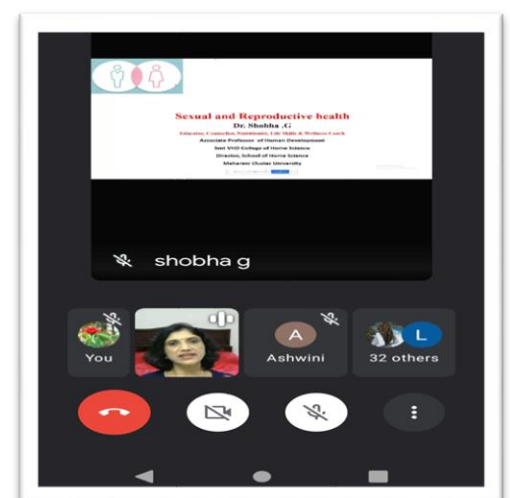 Sexual and Reproductive health
Dr. Shobha .G
Educator, Counsellor, Nutritionist, Life Skills & Wellness Coach
Associate Professor of Human Development
Smt VHD College of Home Science
Director, School of Home Science
Maharani Cluster University
shobha g
You
A
Ashwini
L
32 others